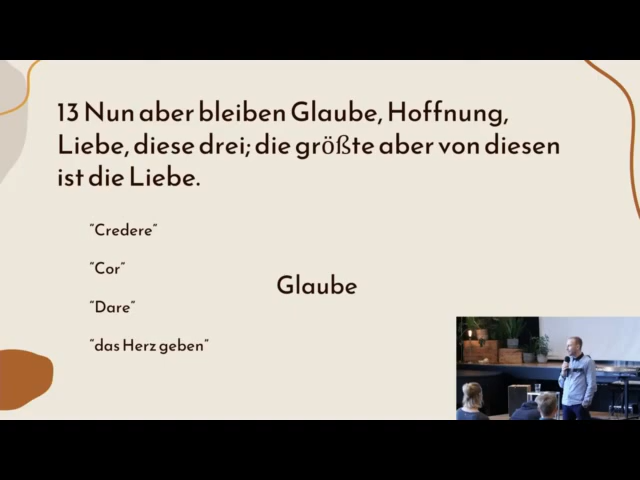 13 Nun aber bleiben Glaube, Hoffnung,
Liebe, diese drei; die größte aber von diesen
ist die Liebe.
"Credere"
"Cor"
Glaube
"Dare"
"das Herz geben"